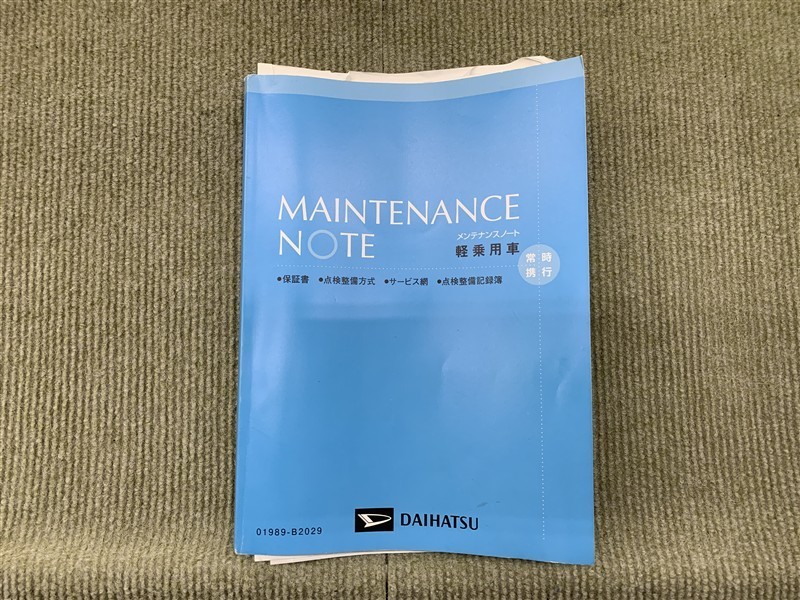 MAINTENANCE
NOTE
メンテナンスノート
軽乗用車
常時
携行
●保証書 ●点検整備方式 ●サービス網 ●点検整備記録簿
01989-B2029
DAIHATSU